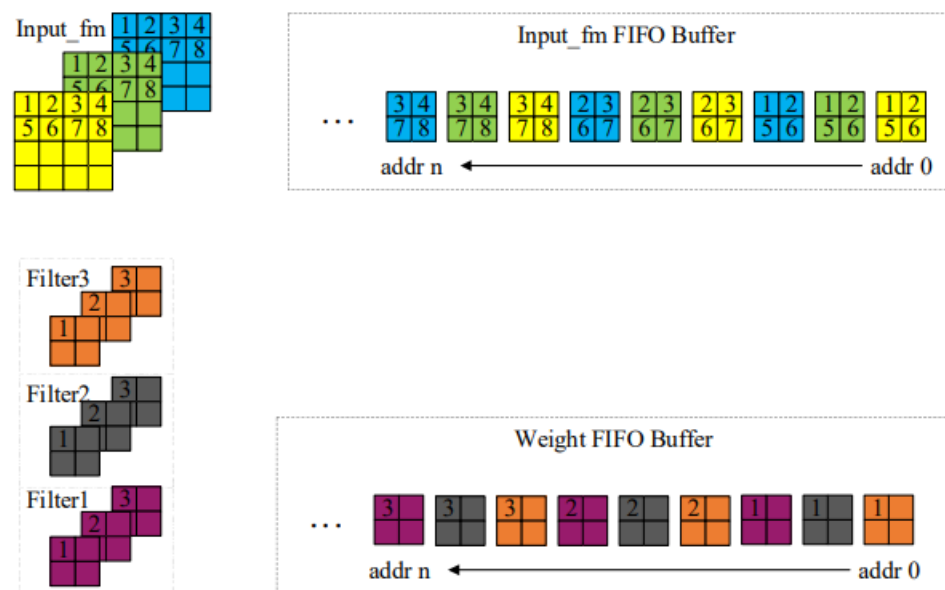 Input_fm
1 2 3 4
5 6 7 8
1 2 3 4
5 6 7 8
1 2 3 4
5 6 7 8
Input_fm FIFO Buffer
... 3 4 3 4 3 4 2 3 2 3 2 3 1 2 1 2 1 2
7 8 7 8 7 8 6 7 6 7 6 7 5 6 5 6 5 6
addr n addr 0
Filter3
3
2
1
Filter2
3
2
1
Filter1
3
2
1
Weight FIFO Buffer
... 3 3 3 2 2 2 1 1 1
addr n addr 0